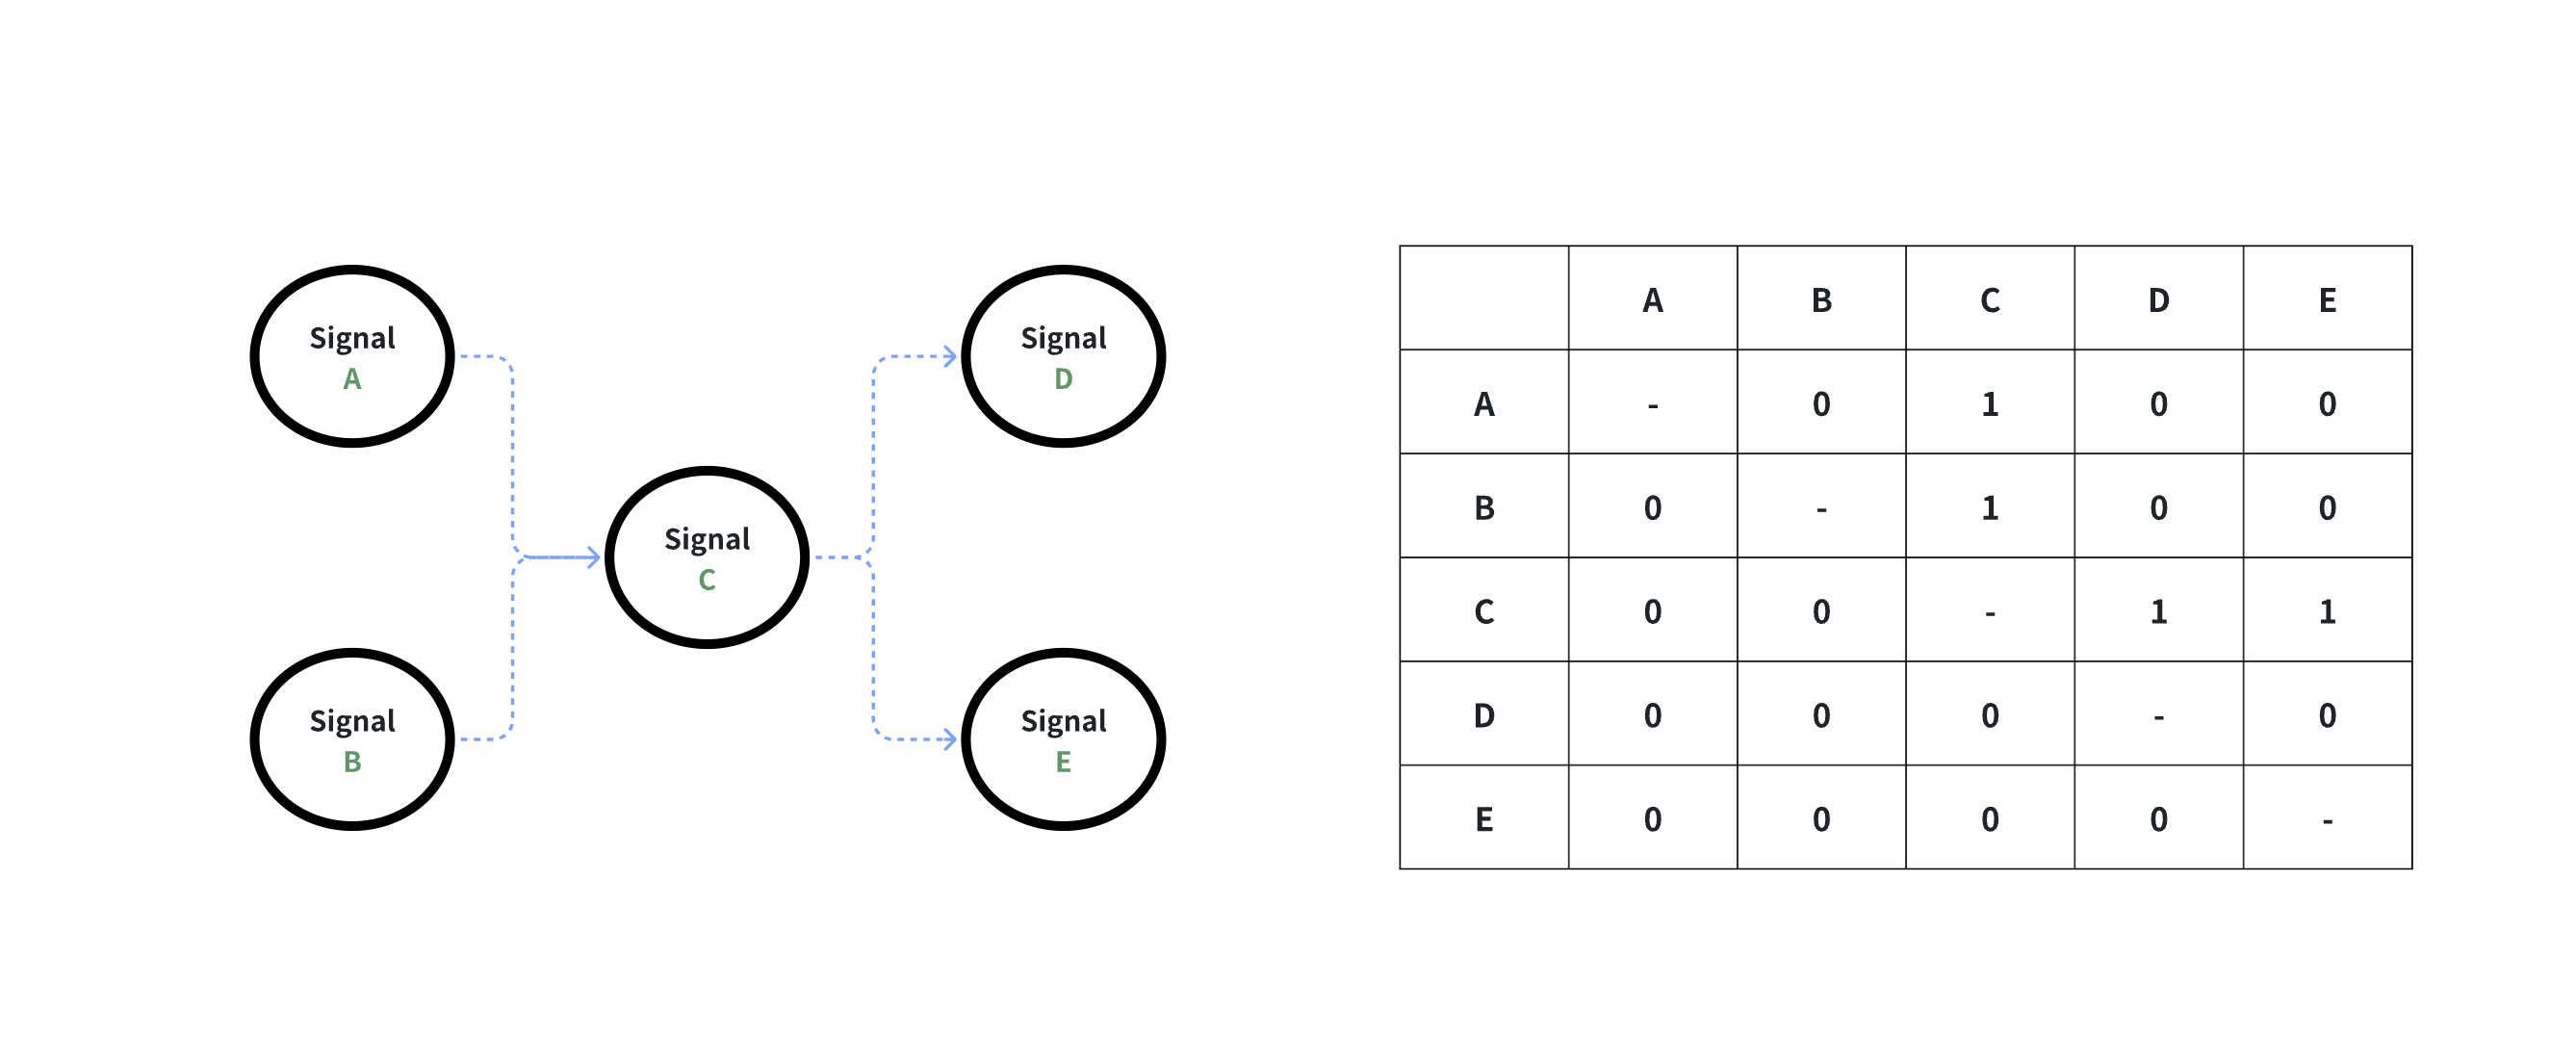 Signal
A
Signal
B
Signal
C
Signal
D
Signal
E
A B C D E
A - 0 1 0 0
B 0 - 1 0 0
C 0 0 - 1 1
D 0 0 0 - 0
E 0 0 0 0 -